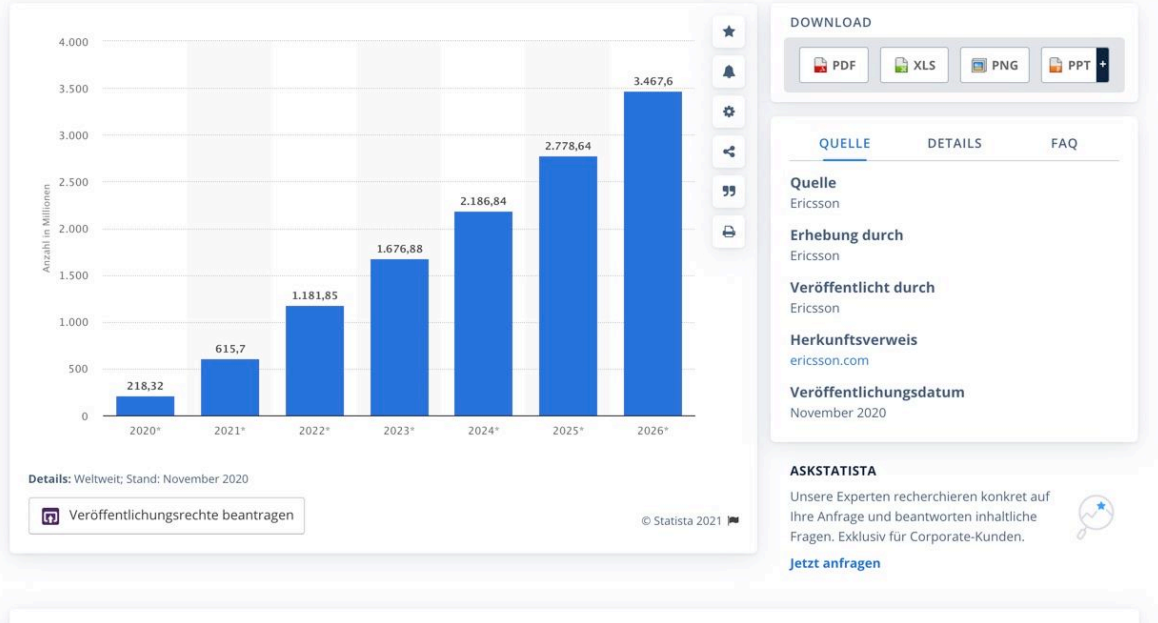 4.000
3.500
3.000
2.500
2.000
1.500
1.000
500
0
Anzahl in Millionen
218,32
615,7
1.181,85
1.676,88
2.186,84
2.778,64
3.467,6
2020* 2021* 2022* 2023* 2024* 2025* 2026*
Details: Weltweit; Stand: November 2020
Veröffentlichungsrechte beantragen
© Statista 2021
DOWNLOAD
PDF XLS PNG PPT +
QUELLE DETAILS FAQ
Quelle
Ericsson
Erhebung durch
Ericsson
Veröffentlicht durch
Ericsson
Herkunftsverweis
ericsson.com
Veröffentlichungsdatum
November 2020
ASKSTATISTA
Unsere Experten recherchieren konkret auf
Ihre Anfrage und beantworten inhaltliche
Fragen. Exklusiv für Corporate-Kunden.
Jetzt anfragen